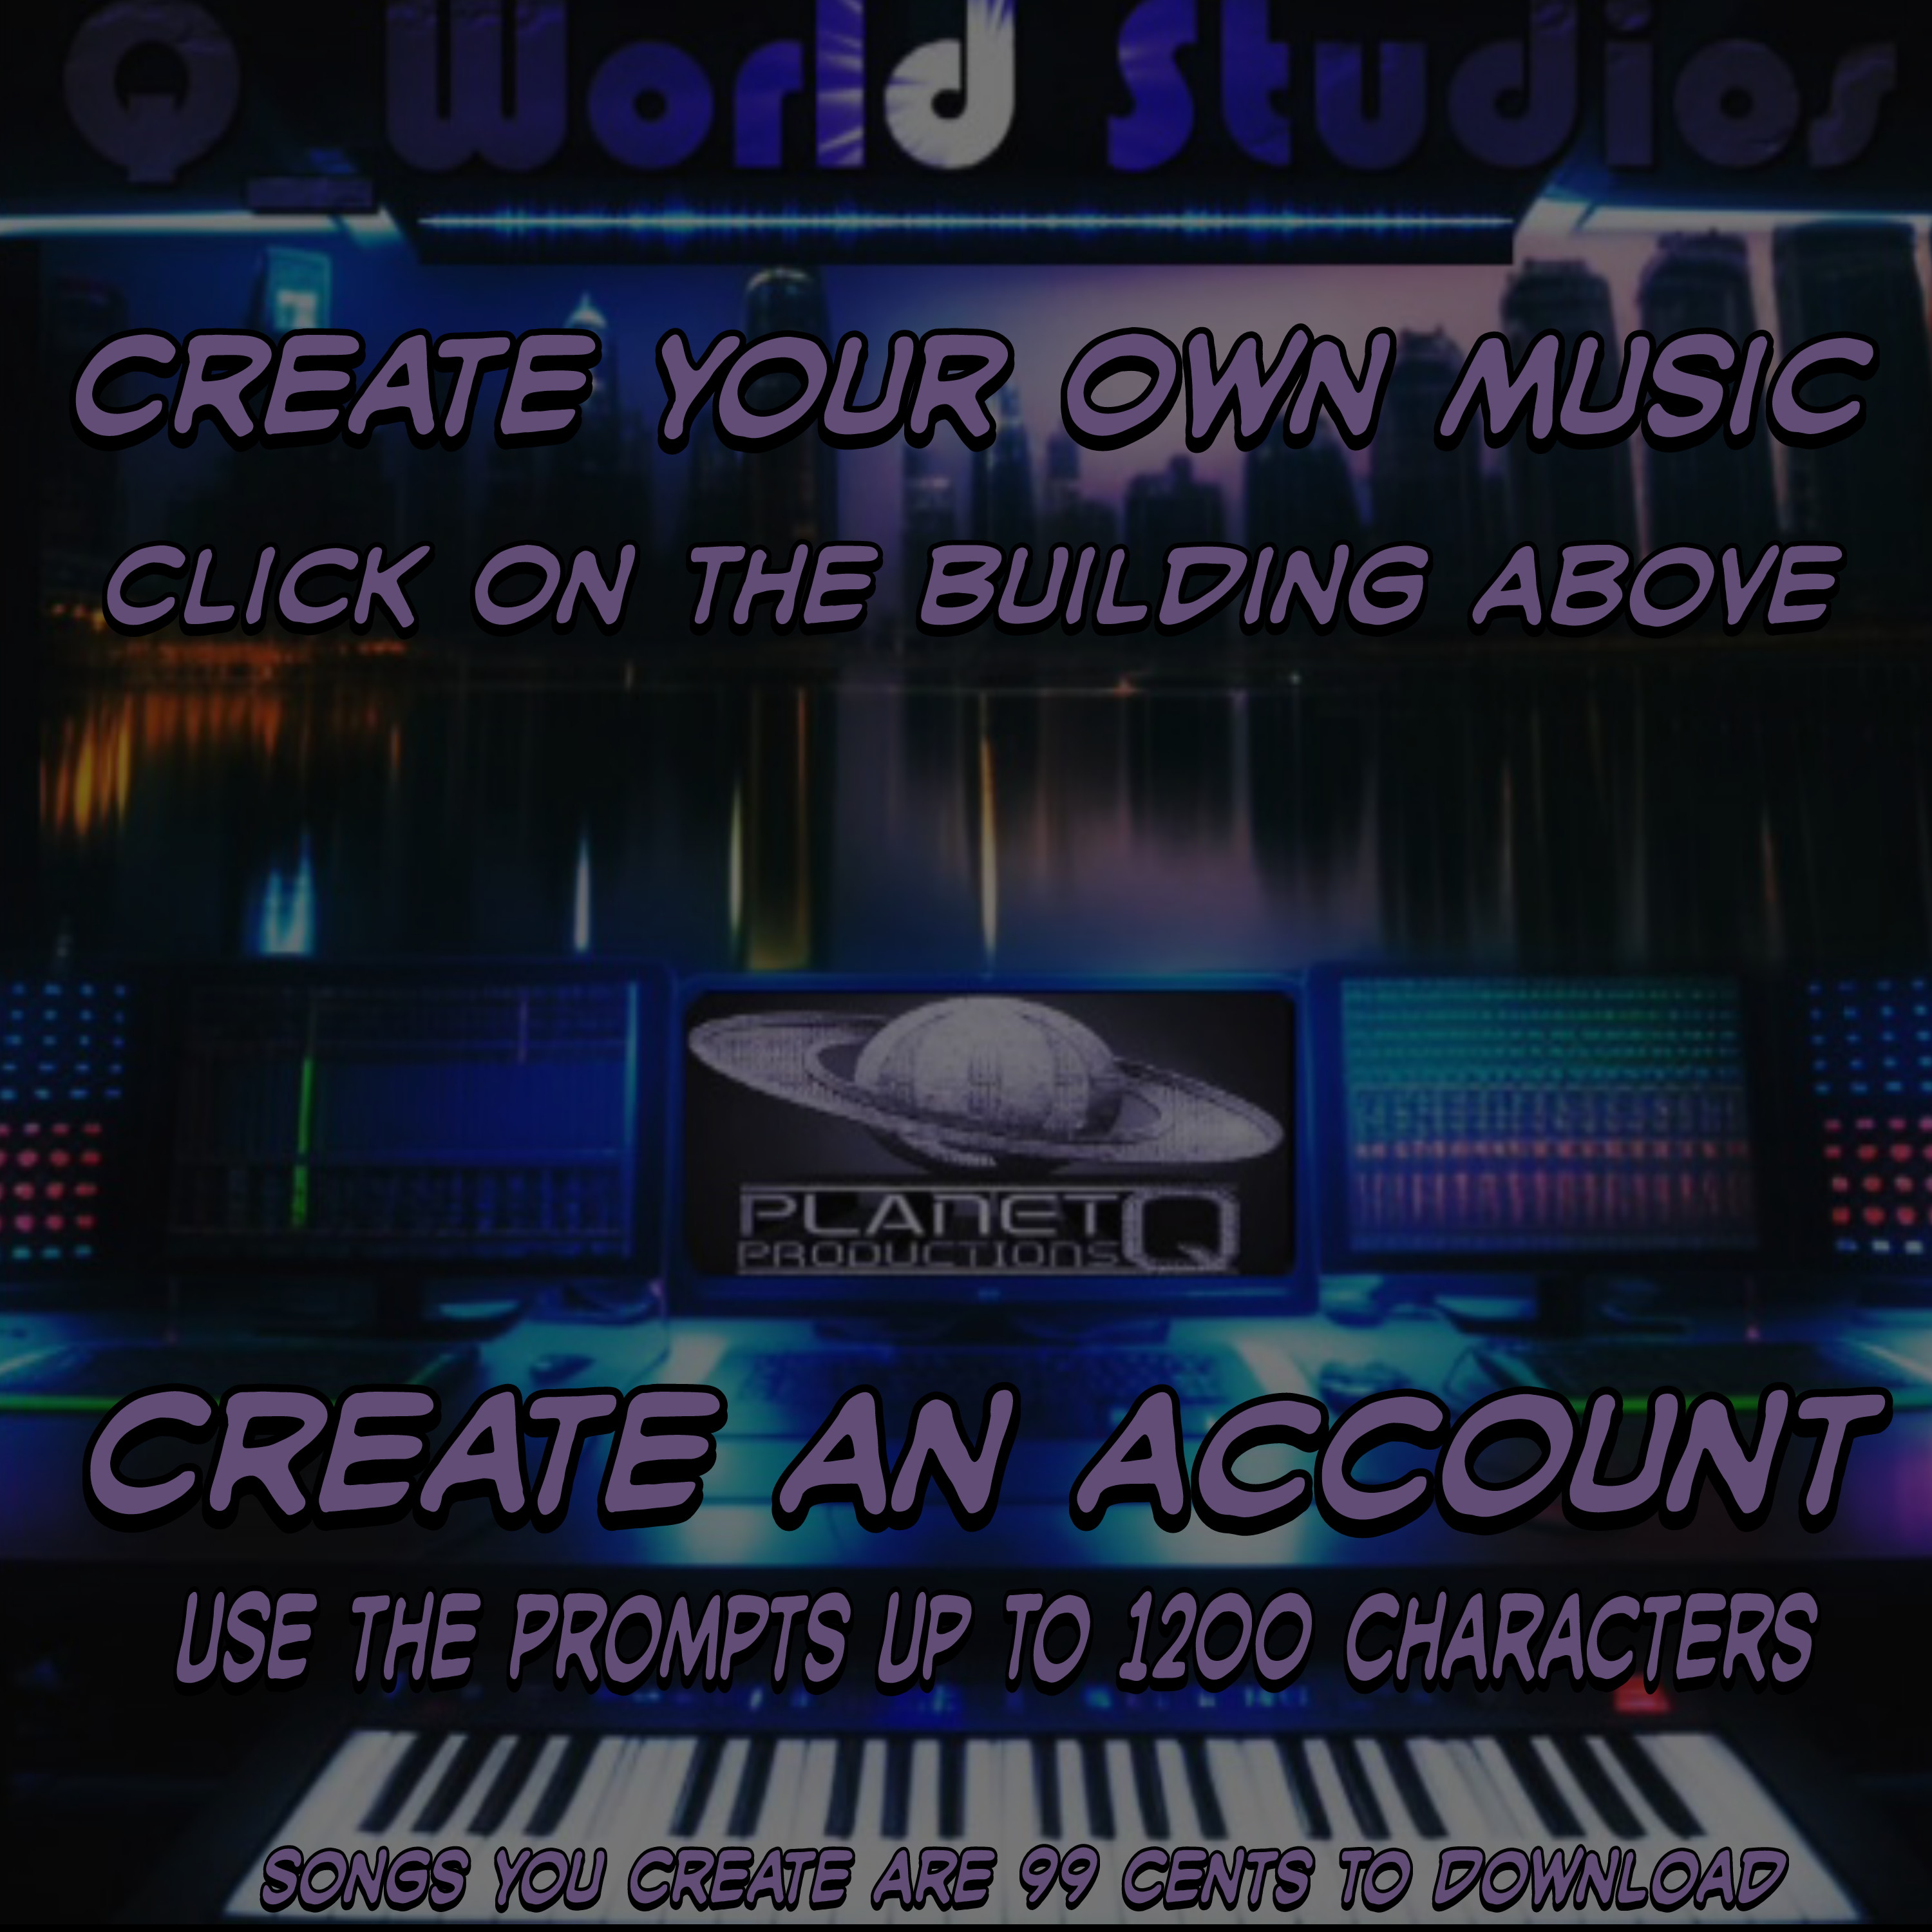 Q_World Studios
CREATE YOUR OWN MUSIC
CLICK ON THE BUILDING ABOVE
PLANET Q
PRODUCTIONS
CREATE AN ACCOUNT
USE THE PROMPTS UP TO 1200 CHARACTERS
SONGS YOU CREATE ARE 99 CENTS TO DOWNLOAD